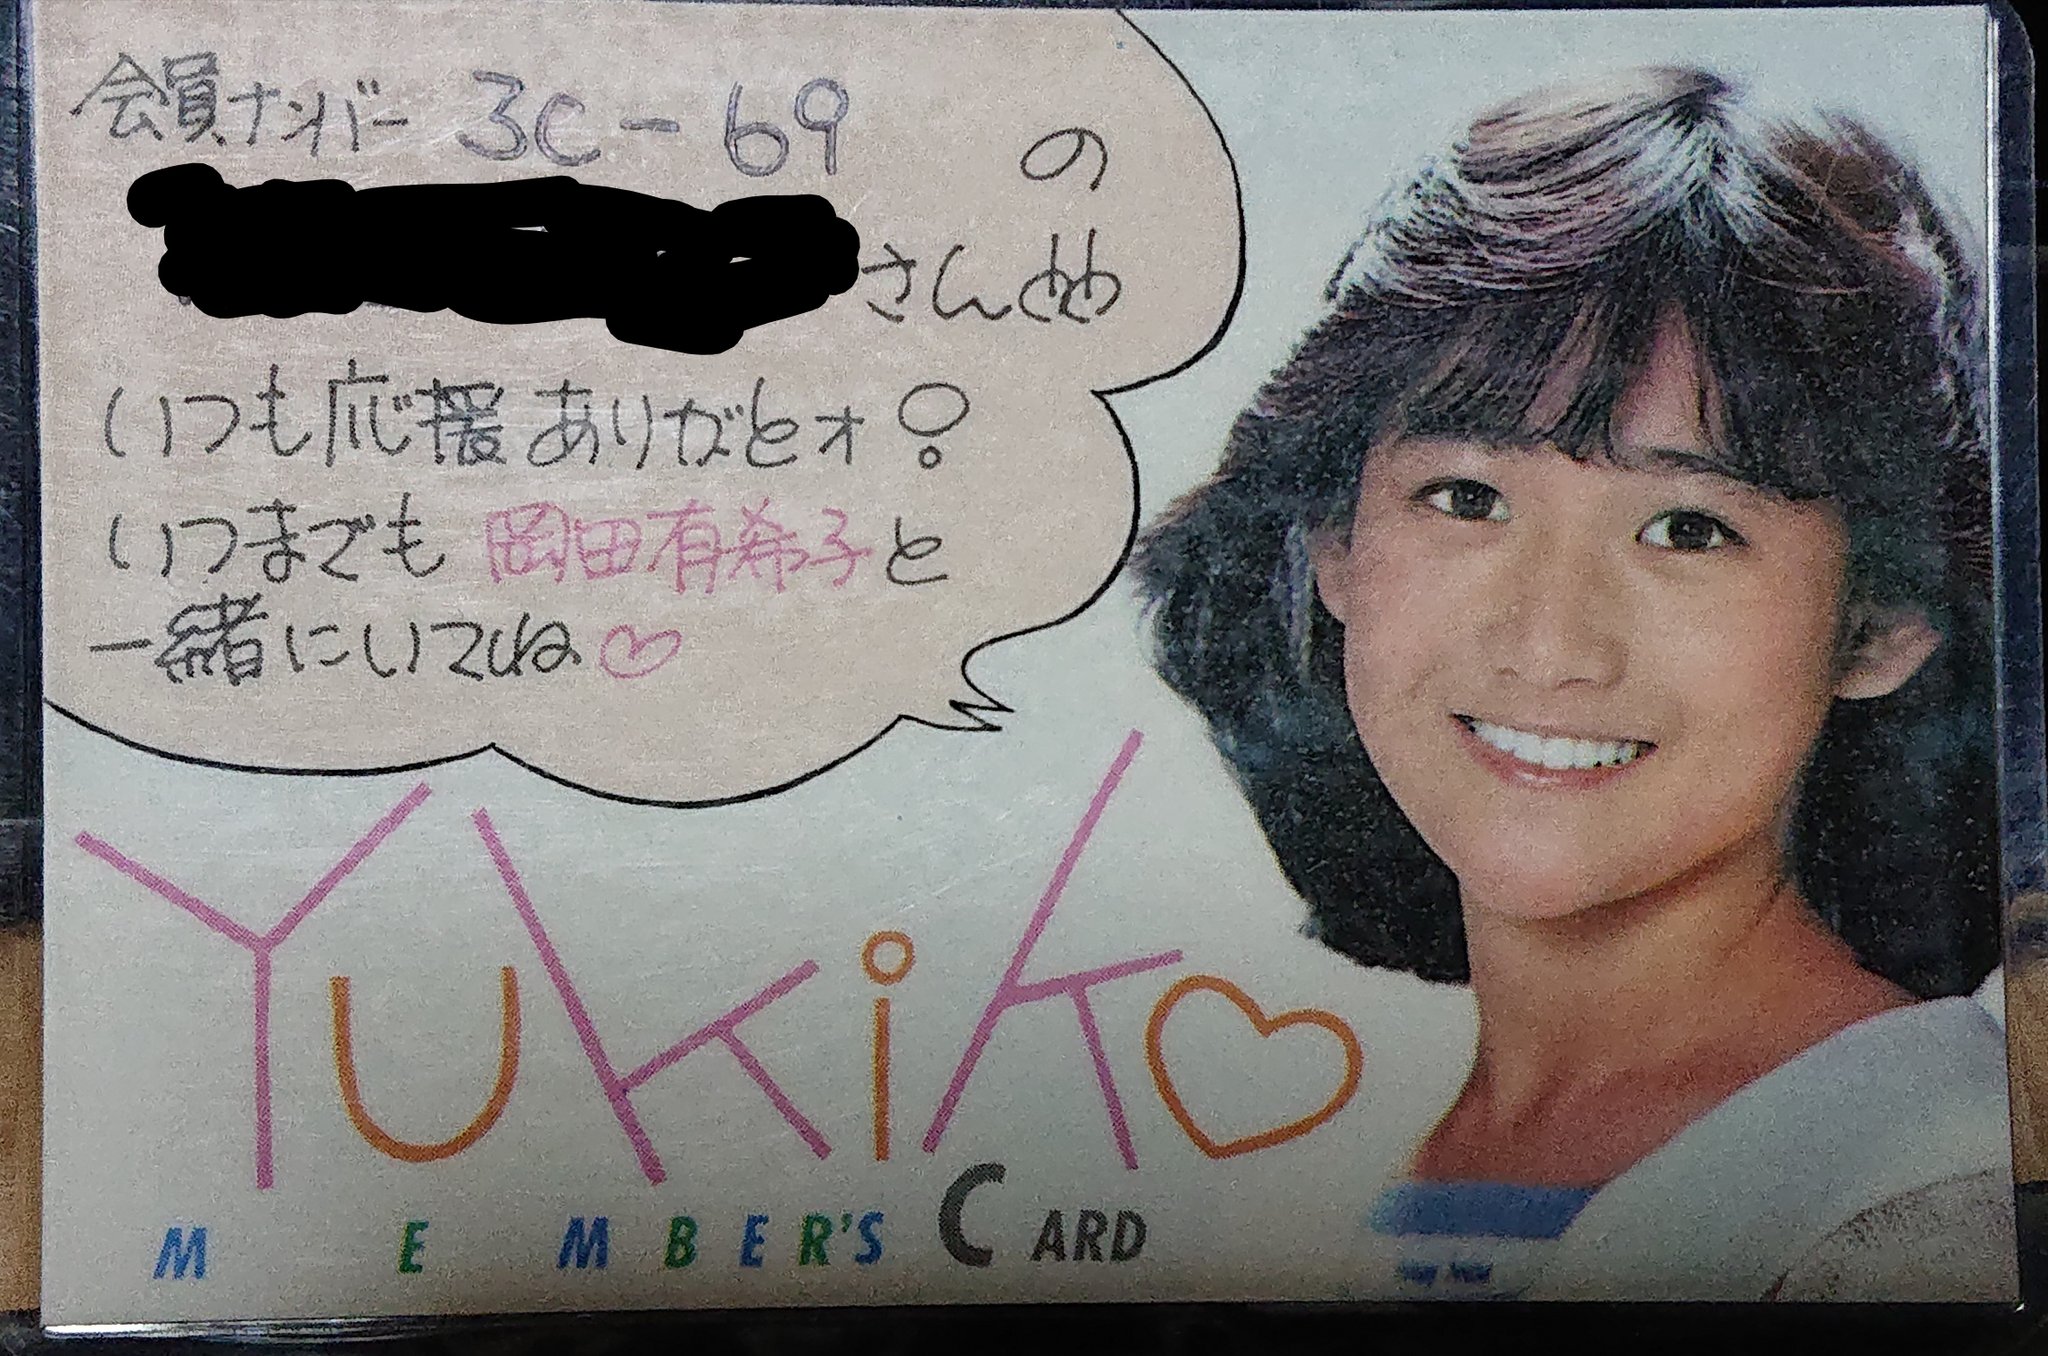 会員ナンバー 3C-69 の
さん
いつも応援ありがとォ!
いつまでも 岡田有希子と
一緒にいてね♡
YUKiKO
MEMBER'S CARD